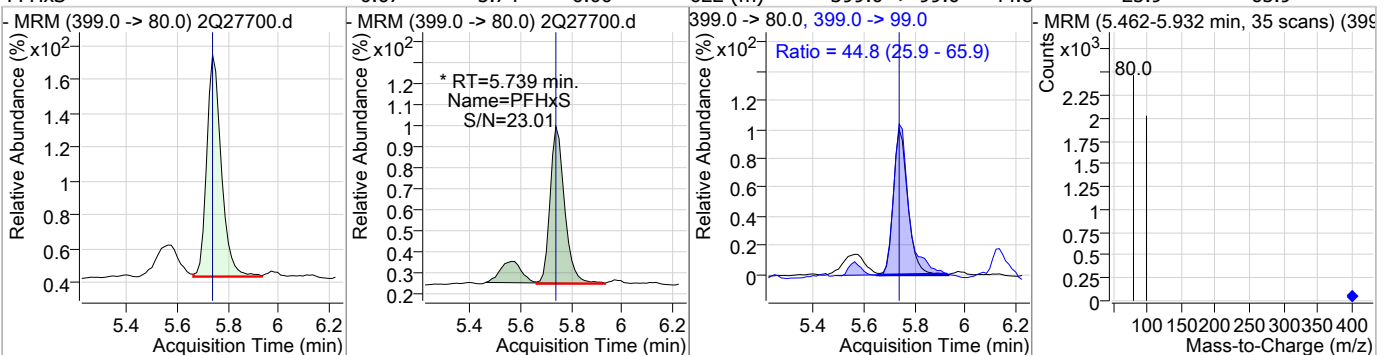 - MRM (399.0 -> 80.0) 2Q27700.d
x10²
Relative Abundance (%)
1.6
1.4
1.2
1
0.8
0.6
0.4
5.4 5.6 5.8 6 6.2
Acquisition Time (min)
- MRM (399.0 -> 80.0) 2Q27700.d
x10²
Relative Abundance (%)
* RT=5.739 min.
Name=PFHxS
S/N=23.01
1.2
1.1
1
0.9
0.8
0.7
0.6
0.5
0.4
0.3
0.2
5.4 5.6 5.8 6 6.2
Acquisition Time (min)
399.0 -> 80.0, 399.0 -> 99.0
x10²
Ratio = 44.8 (25.9 - 65.9)
Relative Abundance (%)
1.2
1
0.8
0.6
0.4
0.2
0
5.4 5.6 5.8 6 6.2
Acquisition Time (min)
- MRM (5.462-5.932 min, 35 scans) (399
x10³
Counts
80.0
2.25
2
1.75
1.5
1.25
1
0.75
0.5
0.25
0
100 150 200 250 300 350 400
Mass-to-Charge (m/z)